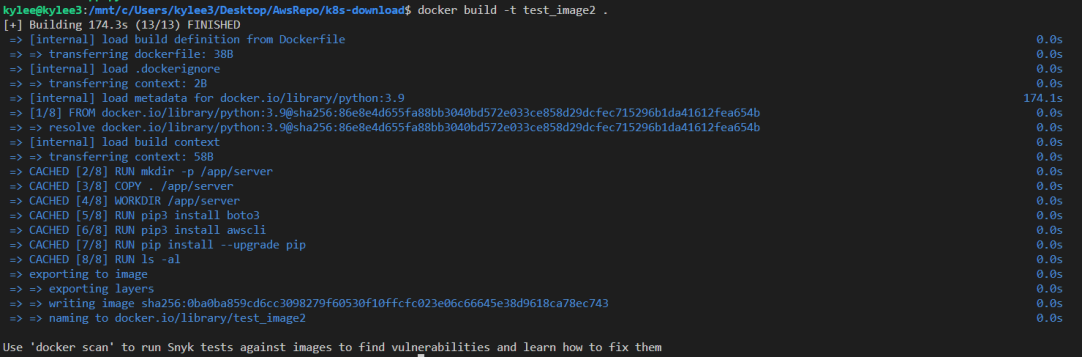 kylee@kylee3:/mnt/c/Users/kylee3/Desktop/AwsRepo/k8s-download$ docker build -t test_image2 .
[+] Building 174.3s (13/13) FINISHED
=> [internal] load build definition from Dockerfile 0.0s
=> => transferring dockerfile: 38B 0.0s
=> [internal] load .dockerignore 0.0s
=> => transferring context: 2B 0.0s
=> [internal] load metadata for docker.io/library/python:3.9 174.1s
=> [1/8] FROM docker.io/library/python:3.9@sha256:86e8e4d655fa88bb3040bd572e033ce858d29dcfec715296b1da41612fea654b 0.0s
=> => resolve docker.io/library/python:3.9@sha256:86e8e4d655fa88bb3040bd572e033ce858d29dcfec715296b1da41612fea654b 0.0s
=> [internal] load build context 0.0s
=> => transferring context: 58B 0.0s
=> CACHED [2/8] RUN mkdir -p /app/server 0.0s
=> CACHED [3/8] COPY . /app/server 0.0s
=> CACHED [4/8] WORKDIR /app/server 0.0s
=> CACHED [5/8] RUN pip3 install boto3 0.0s
=> CACHED [6/8] RUN pip3 install awscli 0.0s
=> CACHED [7/8] RUN pip install --upgrade pip 0.0s
=> CACHED [8/8] RUN ls -al 0.0s
=> exporting to image 0.0s
=> => exporting layers 0.0s
=> => writing image sha256:0ba0ba859cd6cc3098279f60530f10ffcfc023e06c66645e38d9618ca78ec743 0.0s
=> => naming to docker.io/library/test_image2 0.0s
Use 'docker scan' to run Snyk tests against images to find vulnerabilities and learn how to fix them